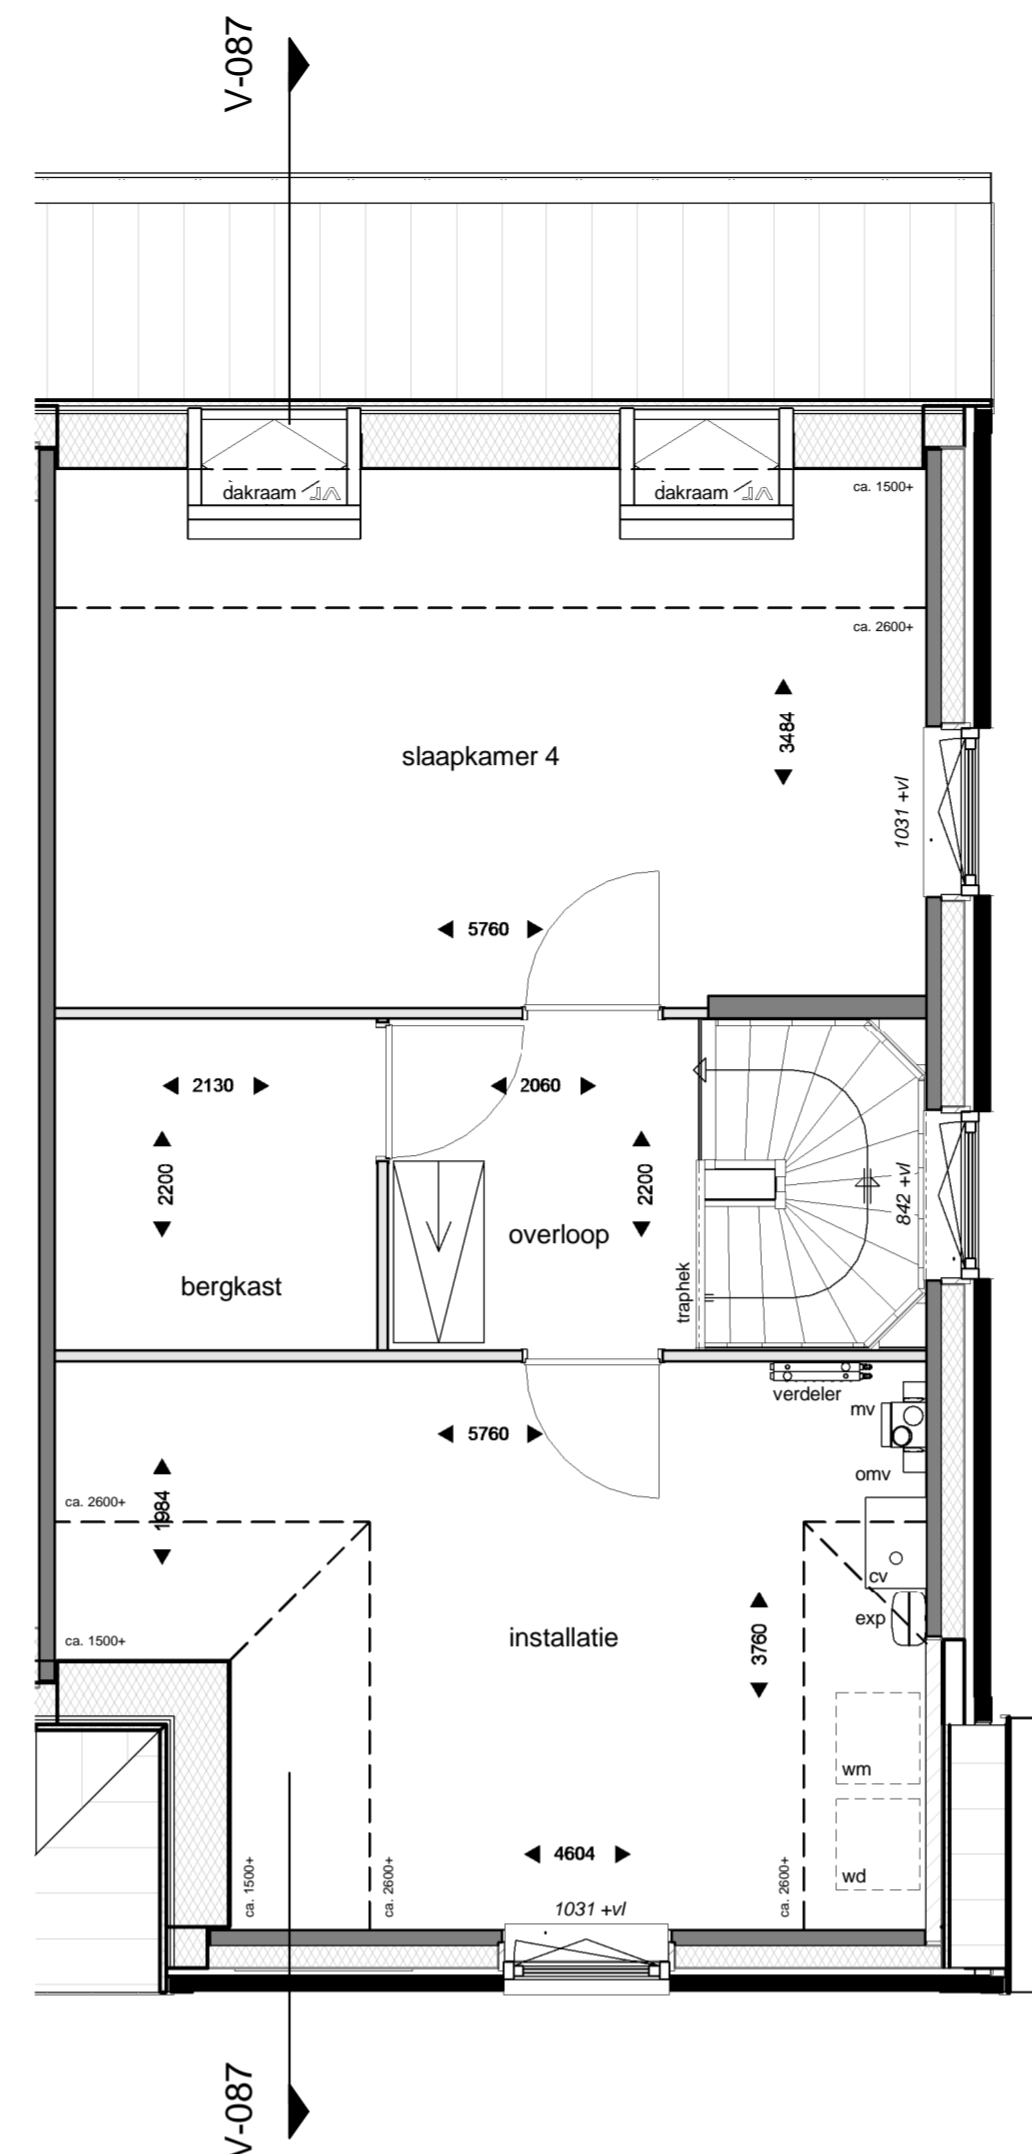 V-087
dakraam
dakraam
ca. 1500+
ca. 2600+
3484
slaapkamer 4
1031 +vl
5760
2130
2060
2200
2200
842 +vl
overloop
bergkast
traphek
verdeler
mv
5760
omv
1984
ca. 2600+
cv
exp
installatie
ca. 1500+
3760
wm
4604
wd
ca. 1500+
ca. 2600+
ca. 2600+
1031 +vl
V-087